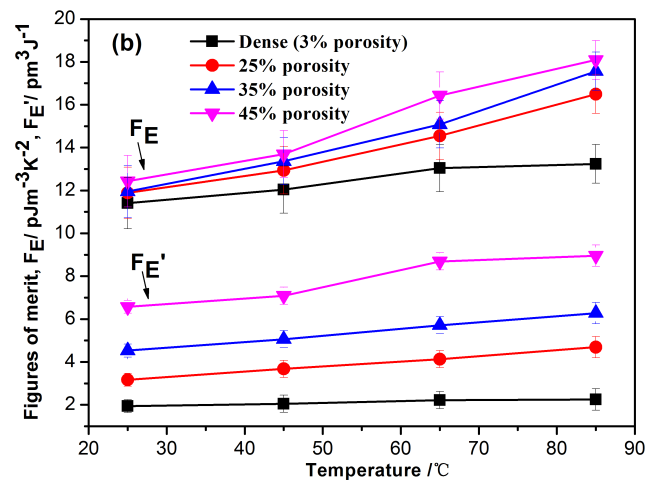 (b)
Dense (3% porosity)
25% porosity
35% porosity
45% porosity
F_E
F_E'
Figures of merit, F_E/ pJm⁻³K⁻², F_E'/ pm³J⁻¹
20
18
16
14
12
10
8
6
4
2
20 30 40 50 60 70 80 90
Temperature /℃